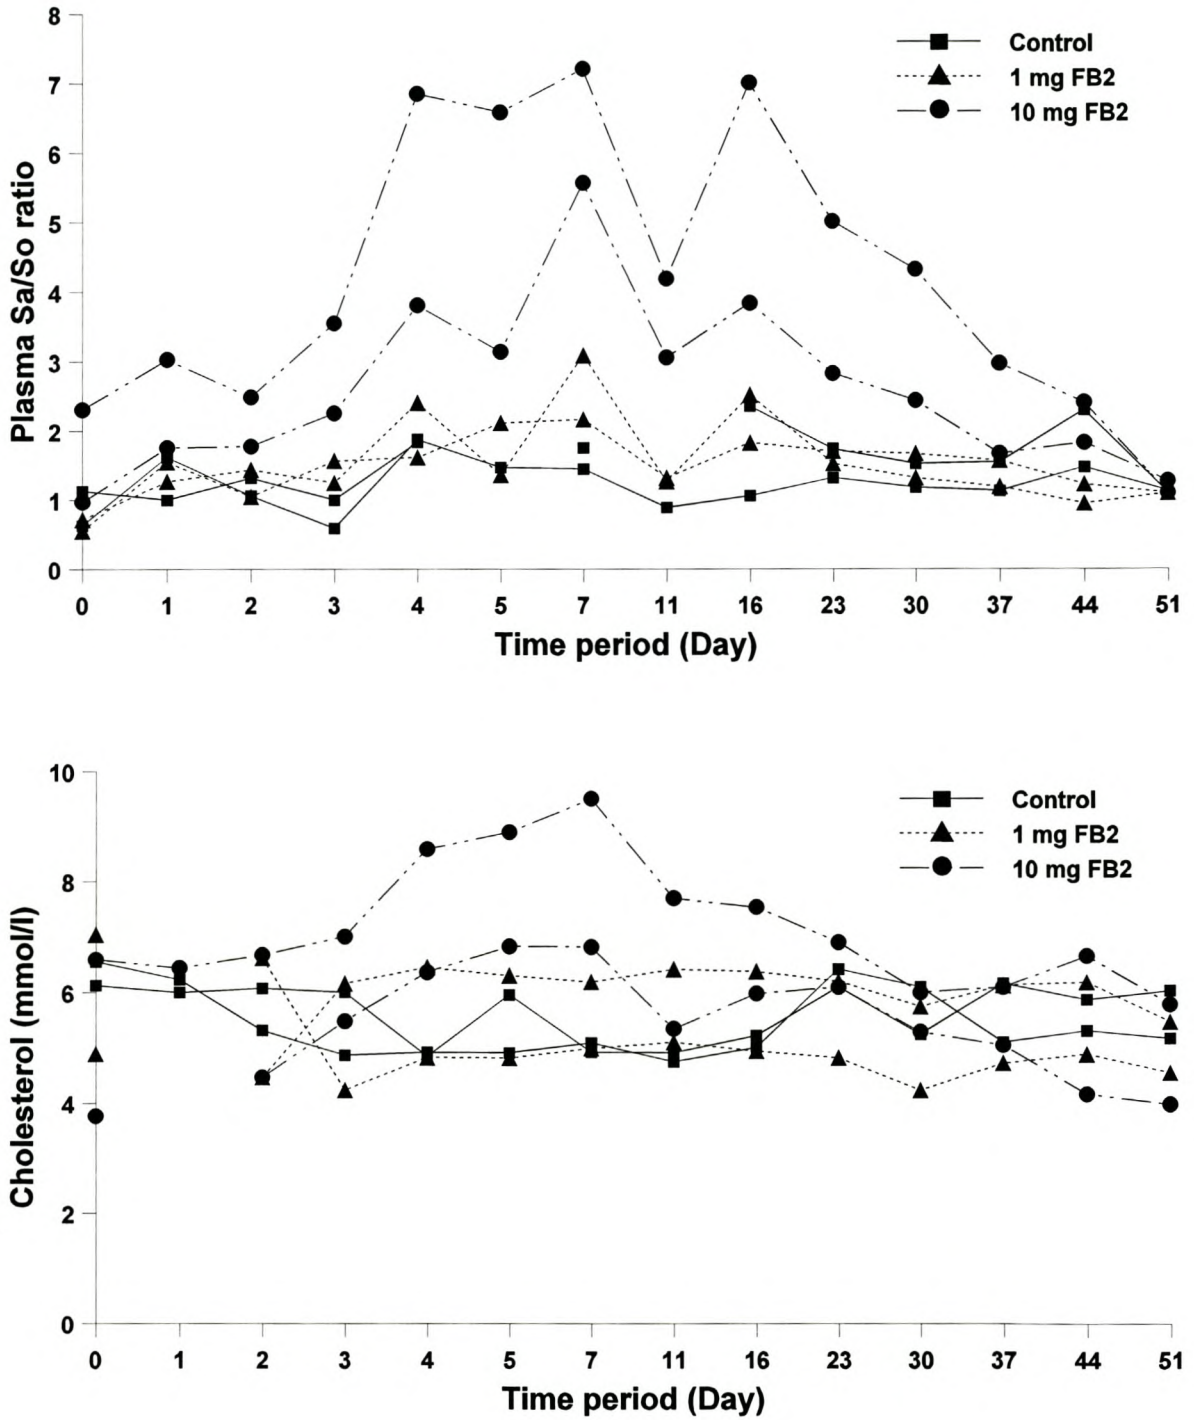 8
7
6
5
4
3
2
1
0
Plasma Sa/So ratio
Control
1 mg FB2
10 mg FB2
0 1 2 3 4 5 7 11 16 23 30 37 44 51
Time period (Day)
10
8
6
4
2
0
Cholesterol (mmol/l)
Control
1 mg FB2
10 mg FB2
0 1 2 3 4 5 7 11 16 23 30 37 44 51
Time period (Day)